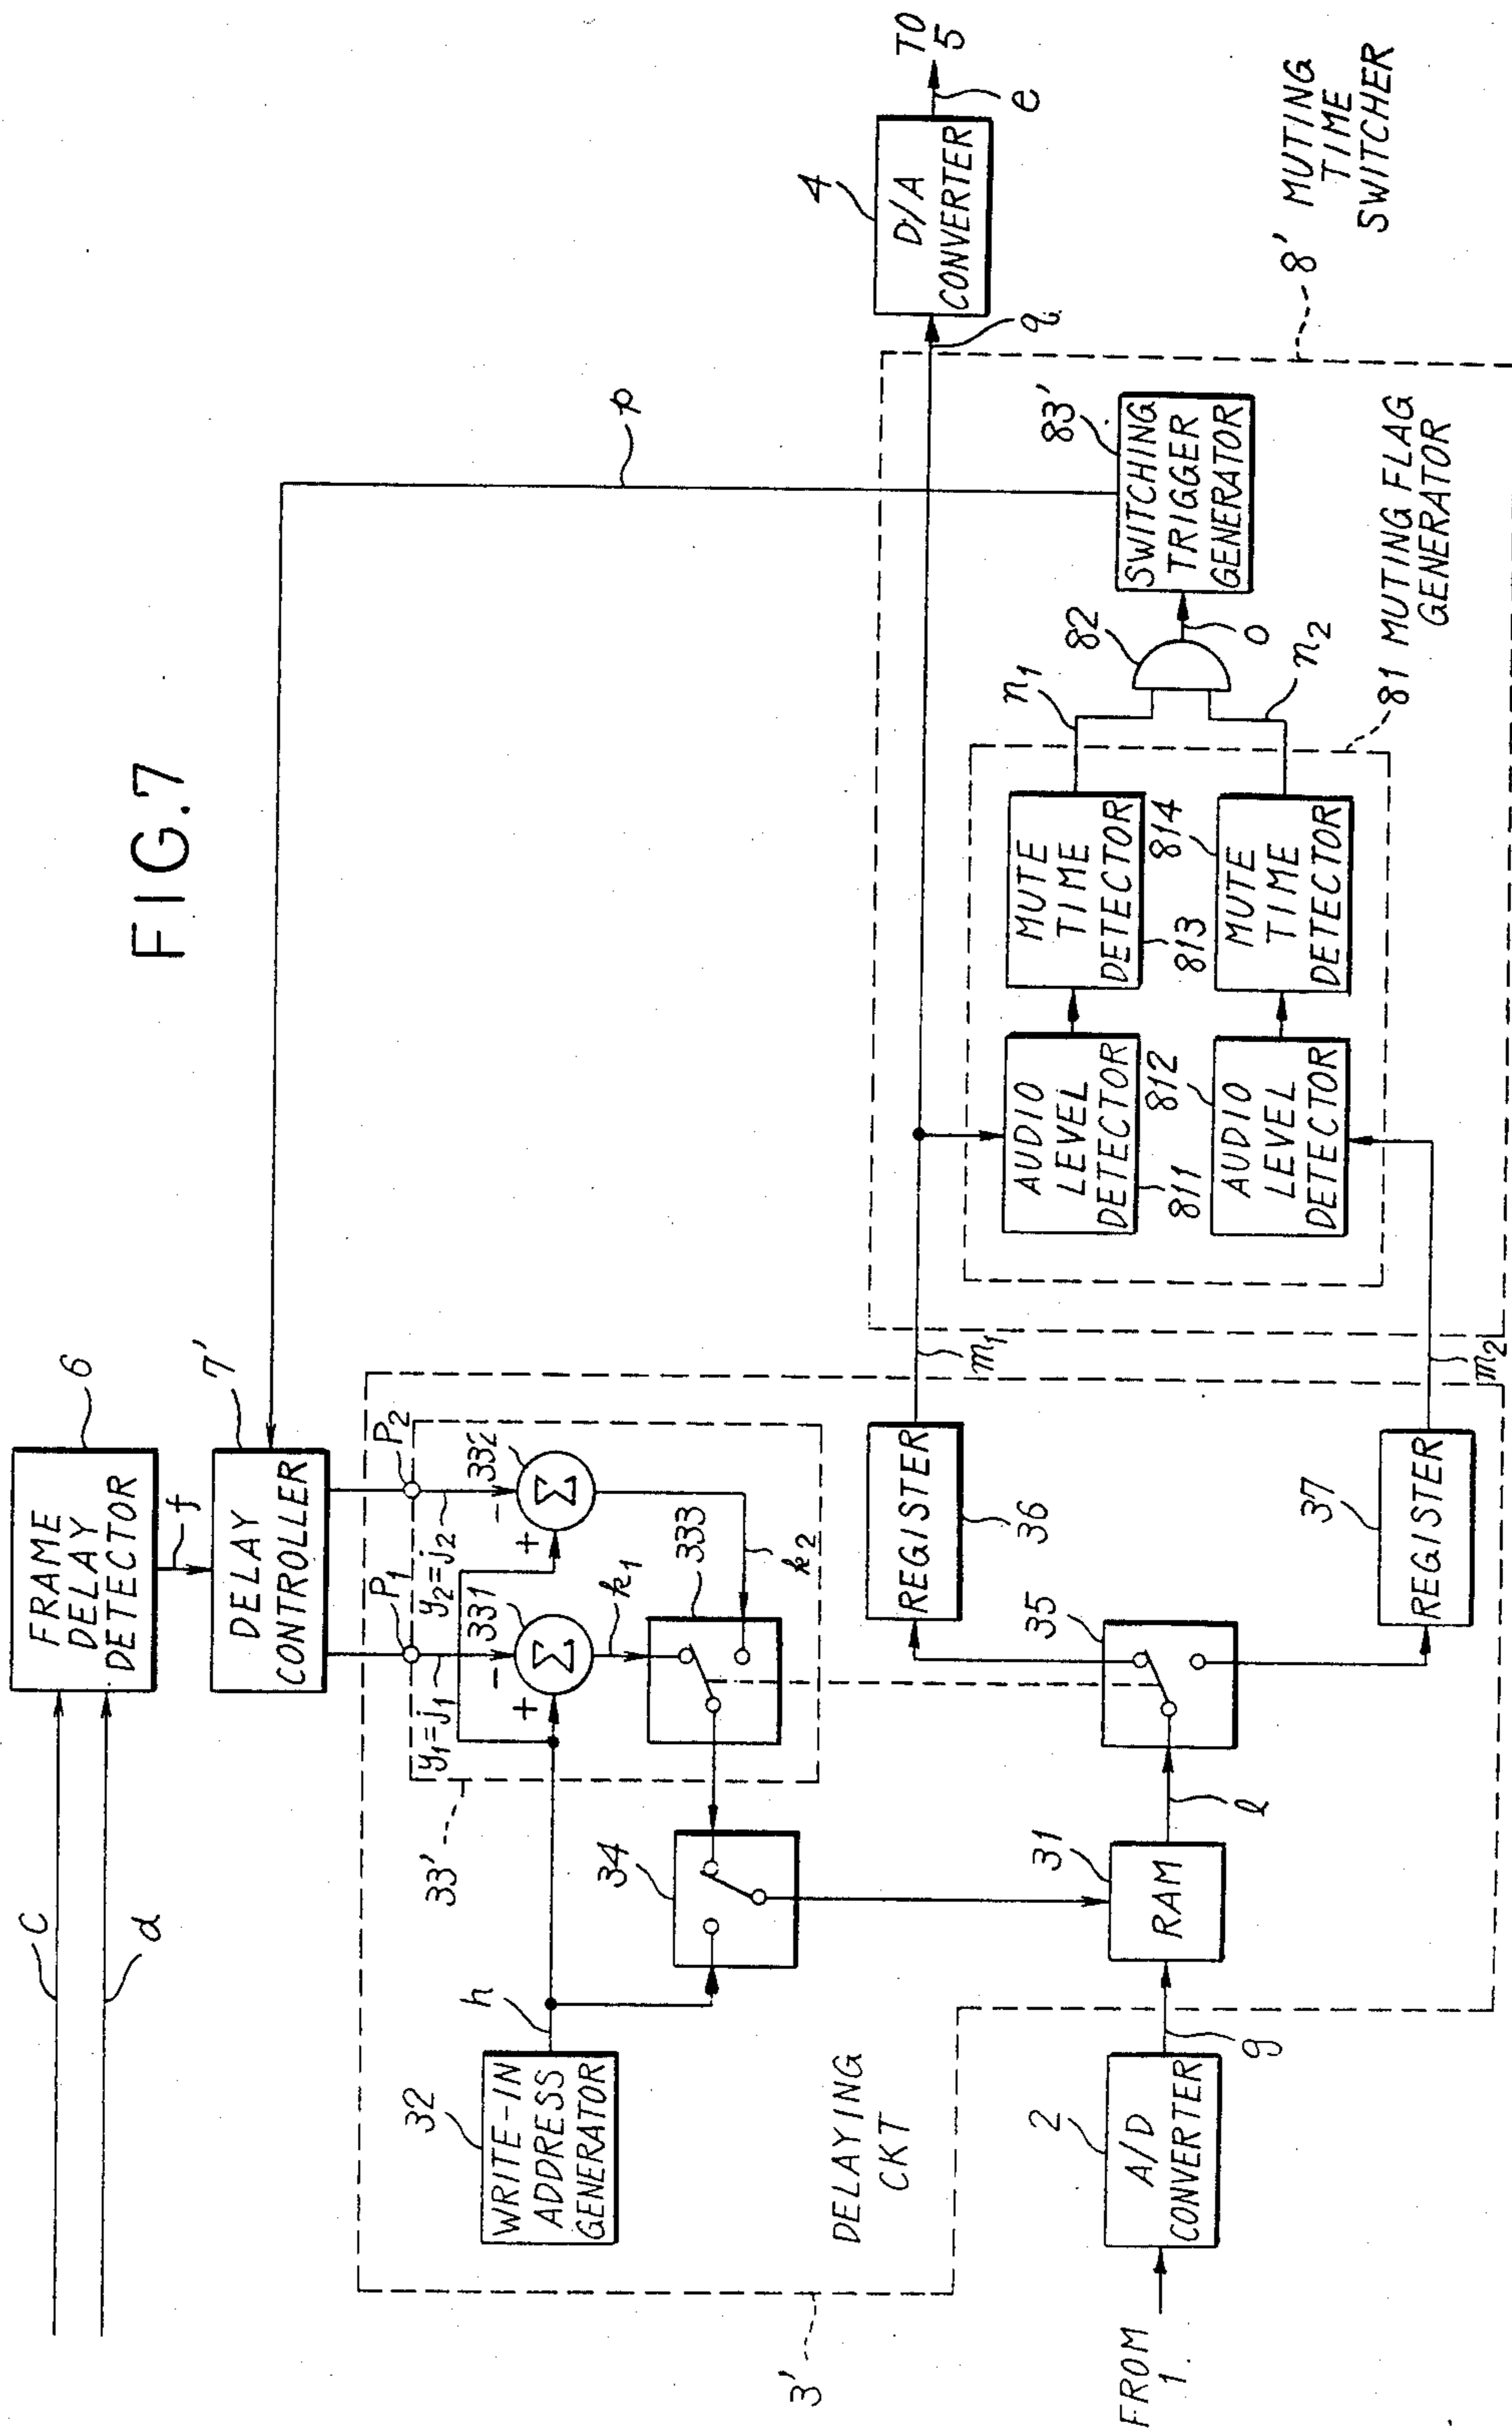 FIG.7
C
d
FRAME
DELAY
DETECTOR
6
f
DELAY
CONTROLLER
7'
p
P1
P2
y1=j1
y2=j2
331
332
-
+
-
+
Σ
Σ
k1
k2
333
33'
34
32
WRITE-IN
ADDRESS
GENERATOR
h
DELAYING
CKT
3'
FROM
1.
2
A/D
CONVERTER
g
31
RAM
l
35
REGISTER
36
REGISTER
37
m1
m2
AUDIO
LEVEL
DETECTOR
811
AUDIO
LEVEL
DETECTOR
812
MUTE
TIME
DETECTOR
813
MUTE
TIME
DETECTOR
814
n1
n2
82
o
SWITCHING
TRIGGER
GENERATOR
83'
81 MUTING FLAG
GENERATOR
8' MUTING
TIME
SWITCHER
q
4
D/A
CONVERTER
e
TO
5